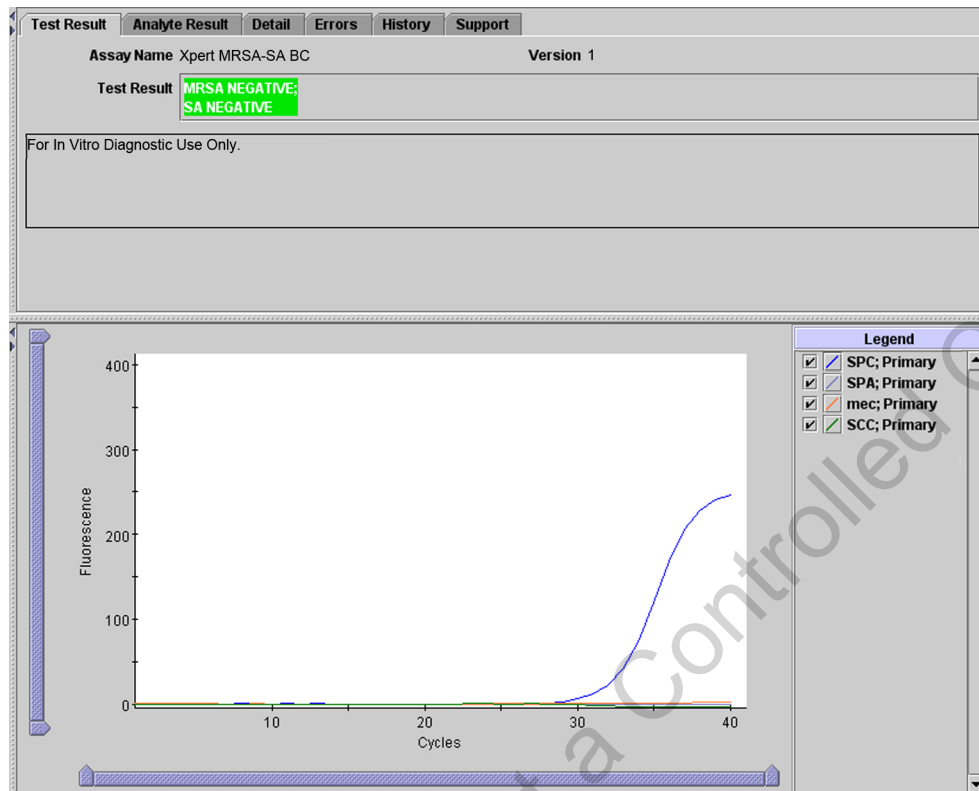 Test Result Analyte Result Detail Errors History Support
Assay Name Xpert MRSA-SA BC Version 1
Test Result MRSA NEGATIVE;
SA NEGATIVE
For In Vitro Diagnostic Use Only.
Legend
SPC; Primary
SPA; Primary
mec; Primary
SCC; Primary
400
300
200
100
0
Fluorescence
10 20 30 40
Cycles
a Controlled